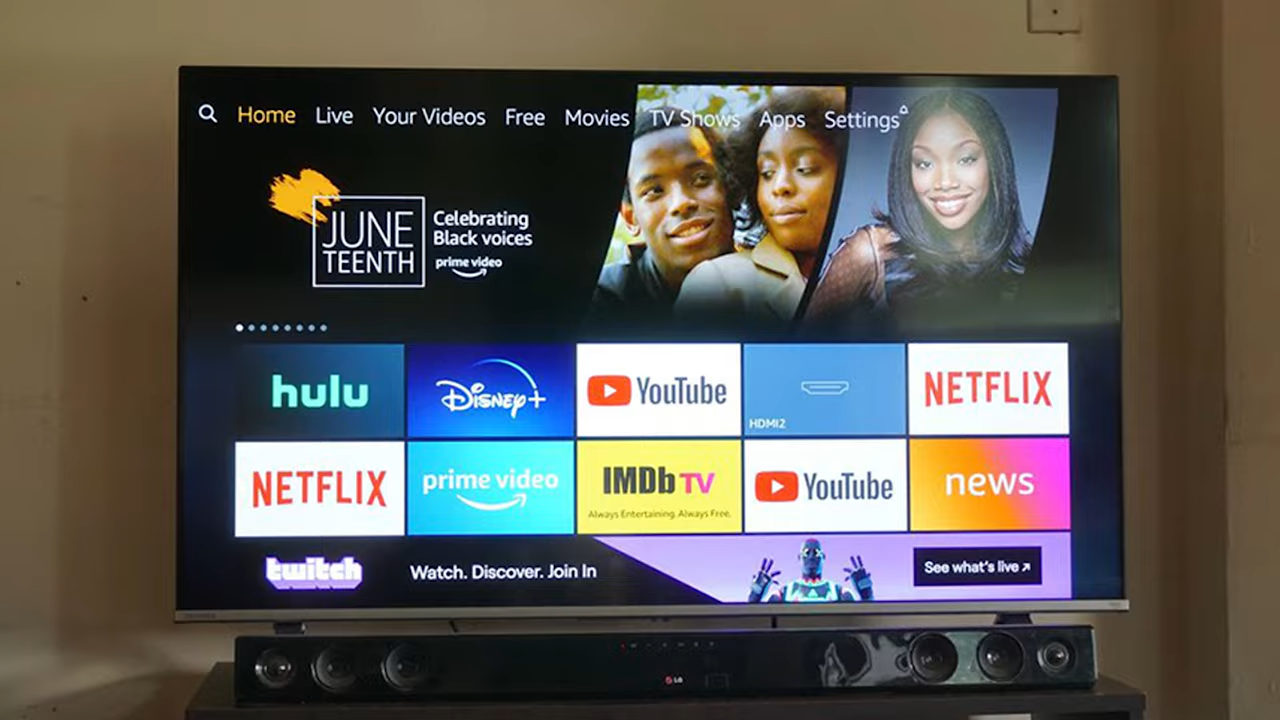 Home Live Your Videos Free Movies TV Shows Apps Settings
JUNE
TEENTH
Celebrating
Black voices
prime video
hulu
Disney+
YouTube
HDMI2
NETFLIX
NETFLIX
prime video
IMDb TV
Always Entertaining. Always Free.
YouTube
news
twitch
Watch. Discover. Join In
See what's live
LG